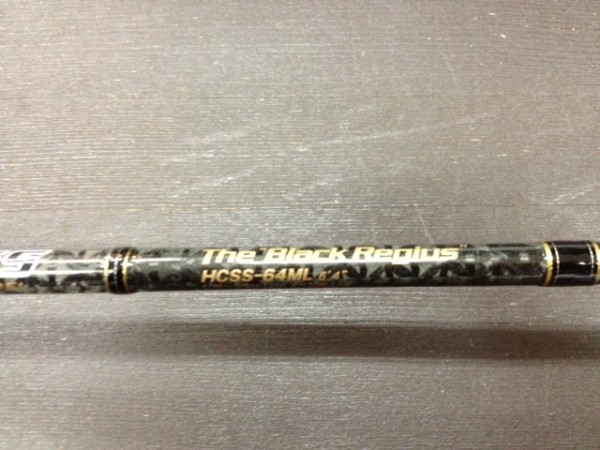 The "Black Regius"
HCSS-64ML 6'4"